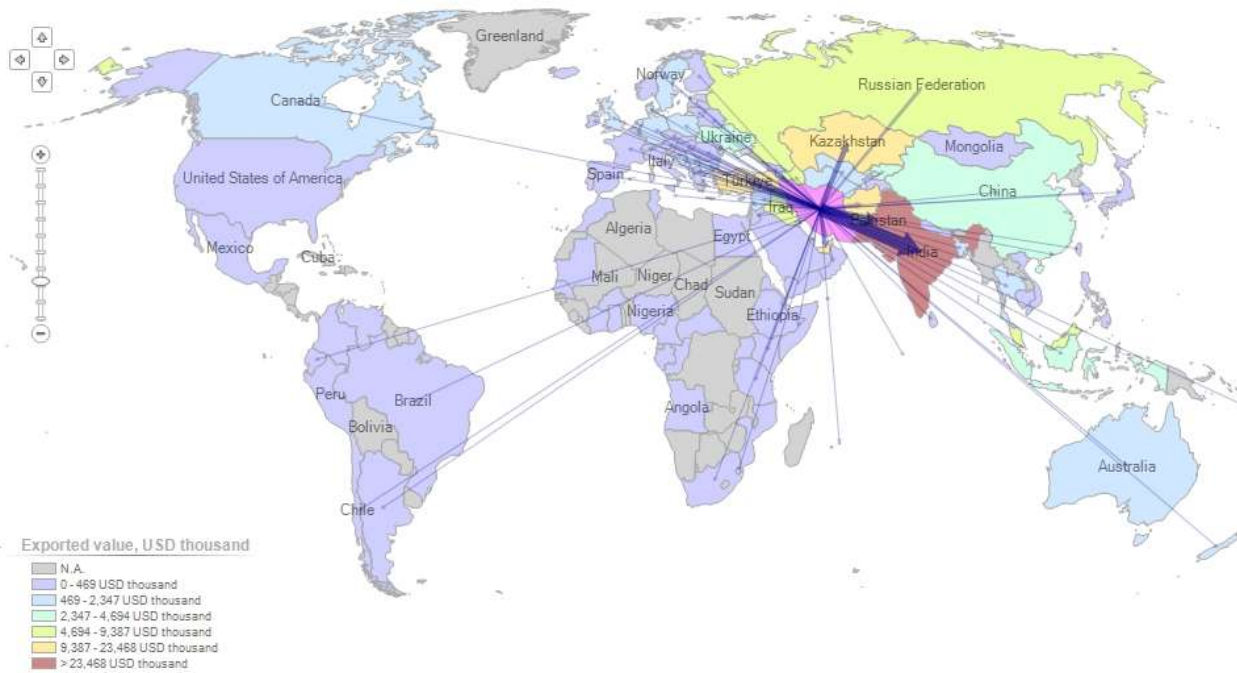 Greenland
Norway
Russian Federation
Canada
Ukraine
Kazakhstan
Mongolia
Italy
United States of America
Spain
Türkiye
China
Iraq
Pakistan
Algeria
Egypt
Mexico
India
Cuba
Mali
Niger
Chad
Sudan
Nigeria
Ethiopia
Peru
Brazil
Angola
Bolivia
Australia
Chile
Exported value, USD thousand
N.A.
0 - 469 USD thousand
469 - 2,347 USD thousand
2,347 - 4,694 USD thousand
4,694 - 9,387 USD thousand
9,387 - 23,468 USD thousand
> 23,468 USD thousand